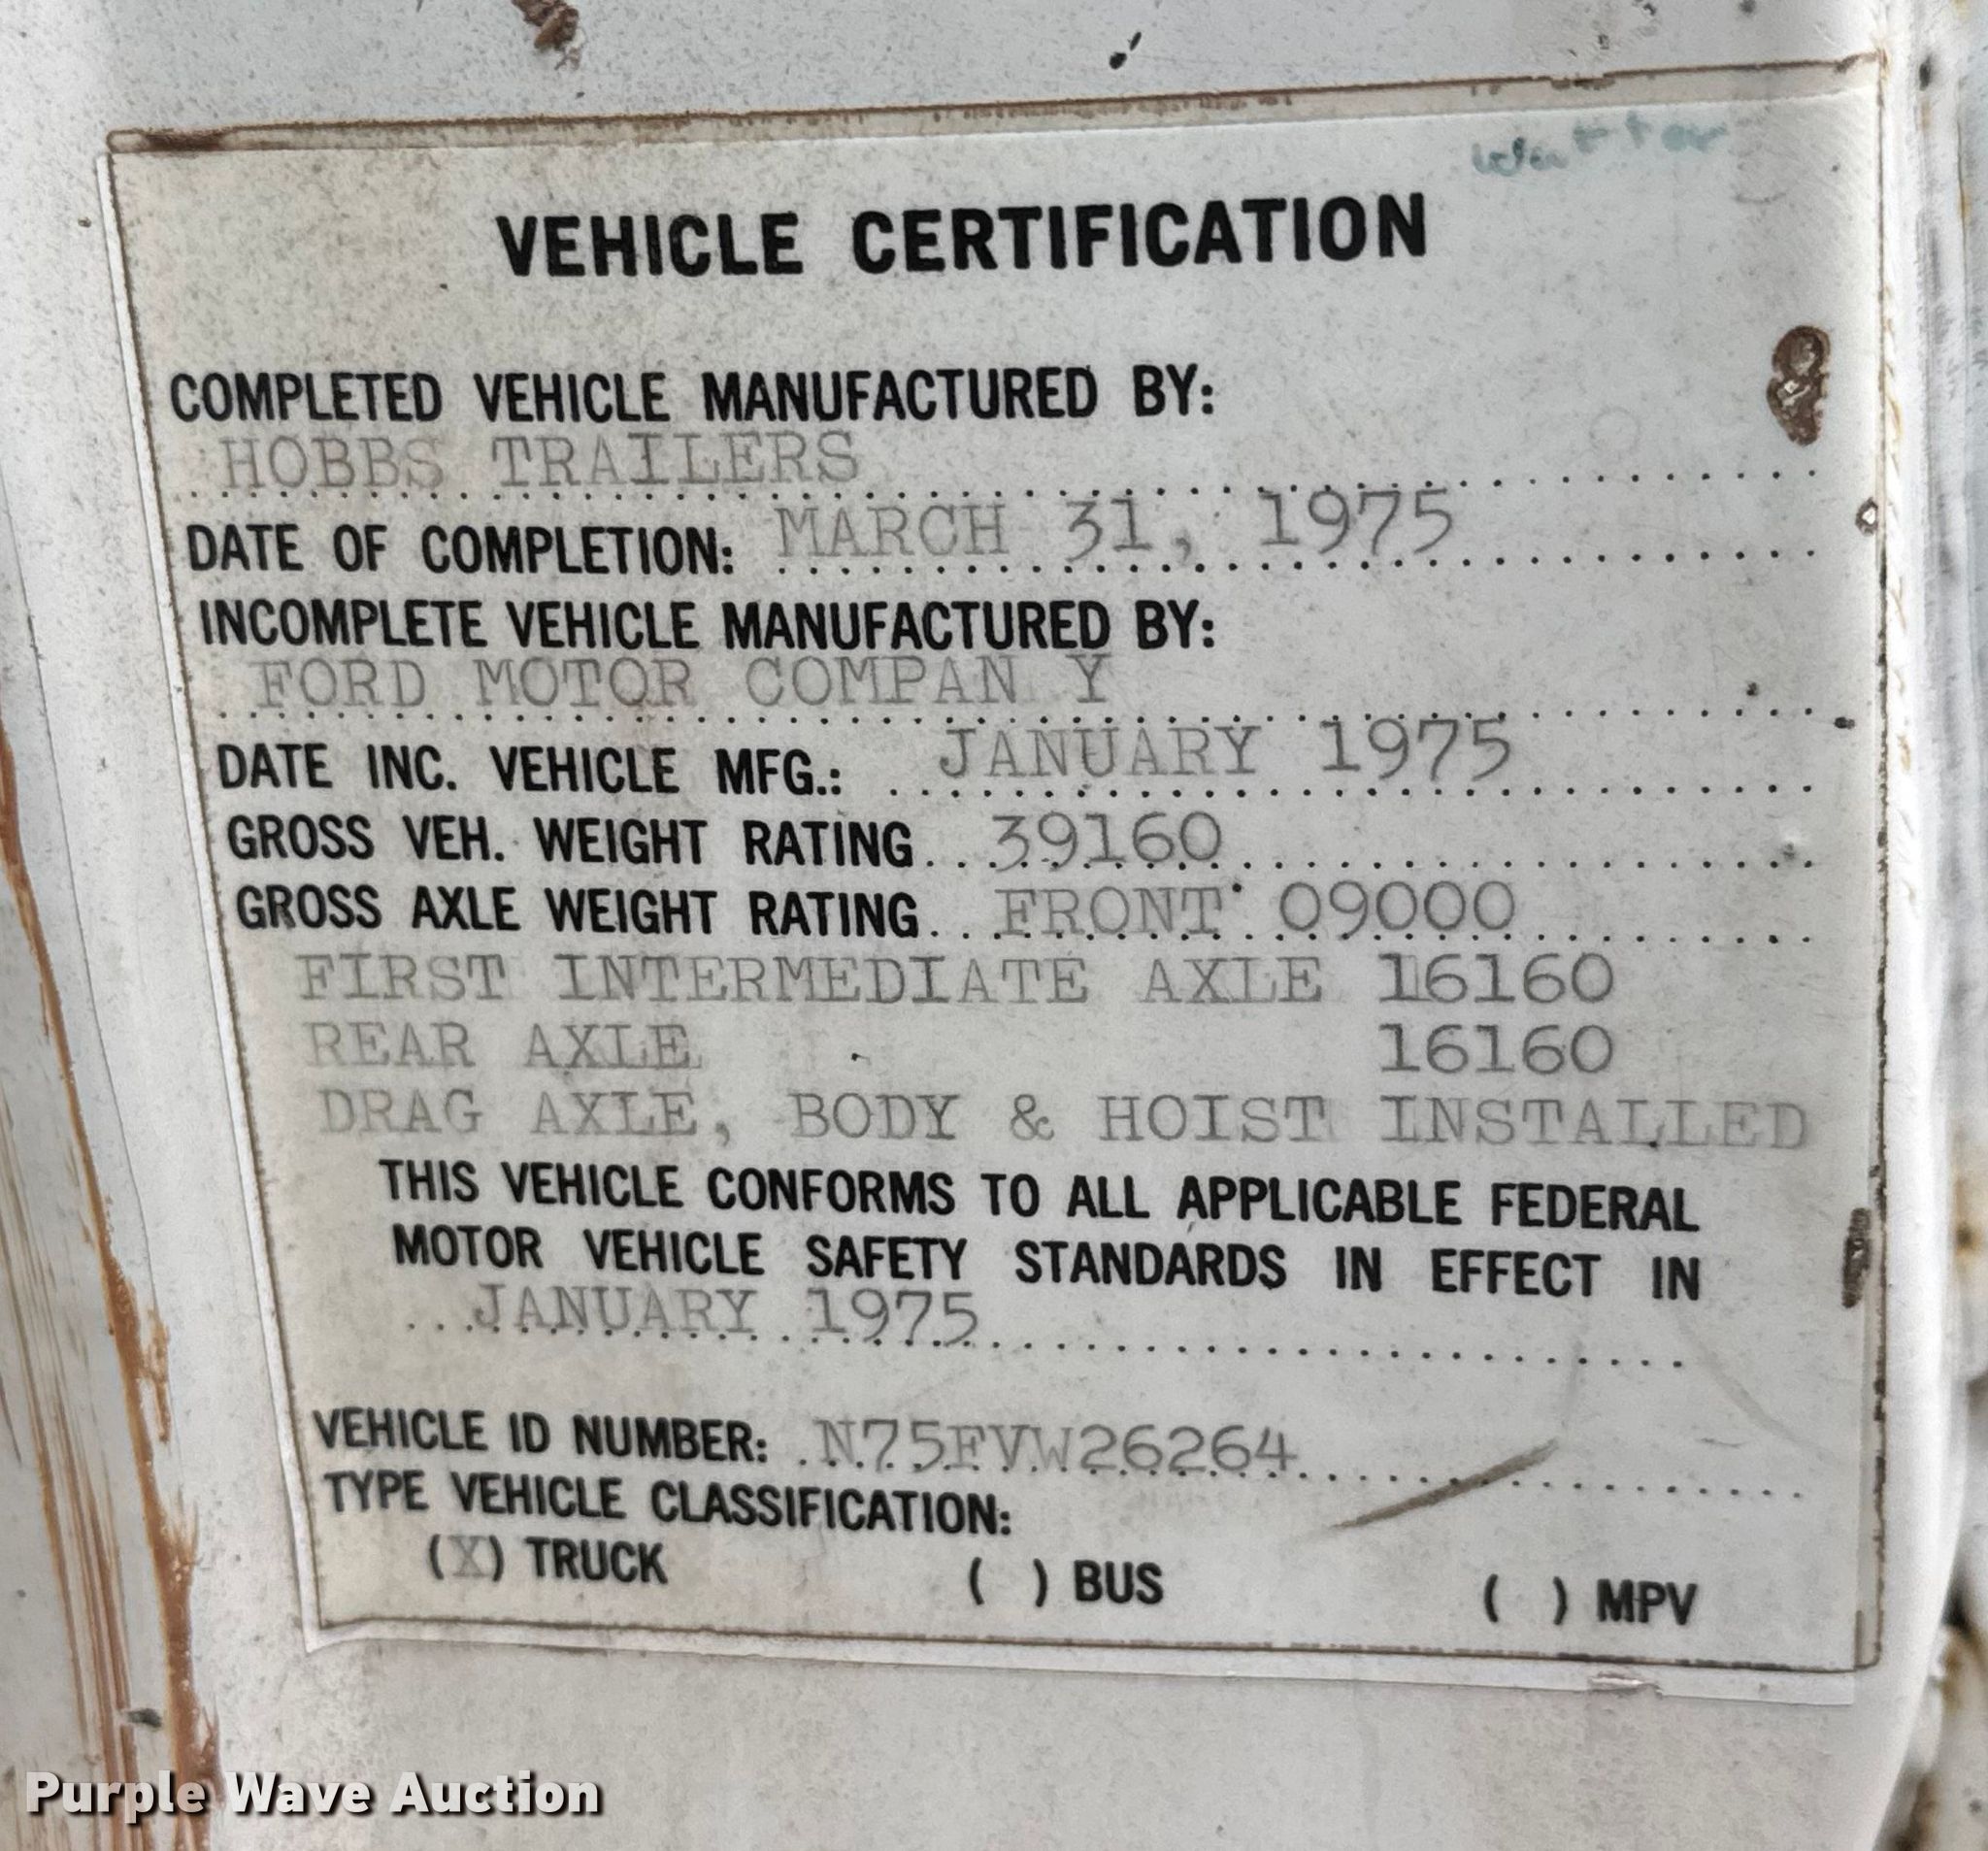 VEHICLE CERTIFICATION
COMPLETED VEHICLE MANUFACTURED BY:
HOBBS TRAILERS
DATE OF COMPLETION: MARCH 31, 1975
INCOMPLETE VEHICLE MANUFACTURED BY:
FORD MOTOR COMPAN Y
DATE INC. VEHICLE MFG.: JANUARY 1975
GROSS VEH. WEIGHT RATING 39160
GROSS AXLE WEIGHT RATING FRONT 09000
FIRST INTERMEDIATE AXLE 16160
REAR AXLE 16160
DRAG AXLE, BODY & HOIST INSTALLED
THIS VEHICLE CONFORMS TO ALL APPLICABLE FEDERAL
MOTOR VEHICLE SAFETY STANDARDS IN EFFECT IN
JANUARY 1975
VEHICLE ID NUMBER: N75FVW26264
TYPE VEHICLE CLASSIFICATION:
(X) TRUCK ( ) BUS ( ) MPV
Purple Wave Auction